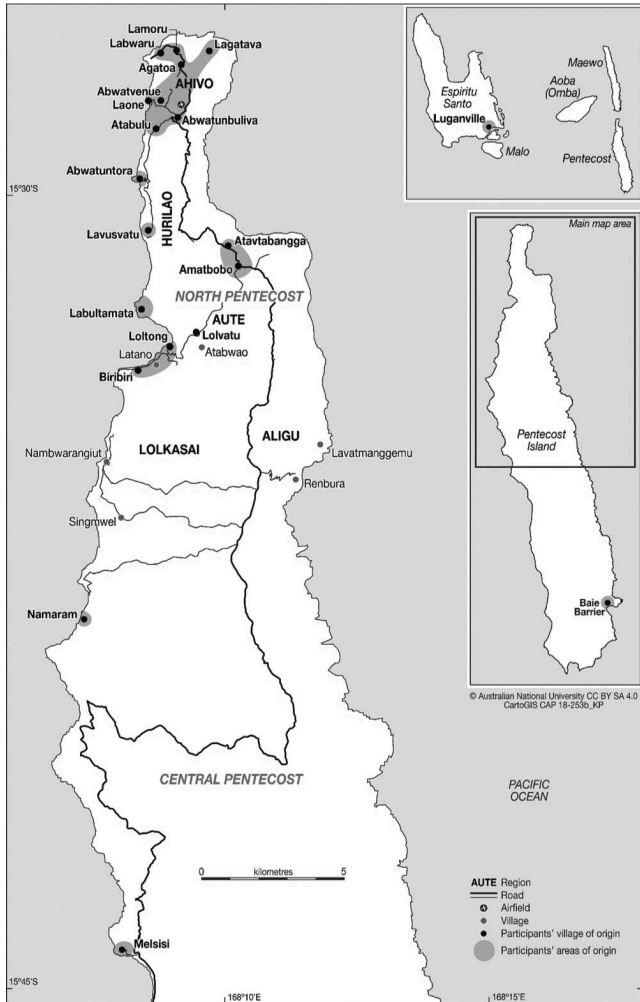 Lamoru
Labwaru
Lagatava
Agatoa
AHIVO
Abwatvenue
Laone
Atabulu
Abwatunbuliva
Abwatuntora
15°30'S
HURILAO
Lavusvatu
Atavtabangga
Amatbobo
NORTH PENTECOST
Labultamata
AUTE
Loltong
Lolvatu
Latano
Atabwao
Biribiri
LOLKASAI
ALIGU
Nambwarangiut
Lavatmanggemu
Renbura
Singmwel
Namaram
CENTRAL PENTECOST
0 kilometres 5
Melsisi
15°45'S
168°10'E
168°15'E
Espiritu
Santo
Luganville
Malo
Aoba
(Omba)
Maewo
Pentecost
Main map area
Pentecost
Island
Baie
Barrier
© Australian National University CC BY SA 4.0
CartoGIS CAP 18-253b_KP
PACIFIC
OCEAN
AUTE Region
Road
Airfield
Village
Participants' village of origin
Participants' areas of origin